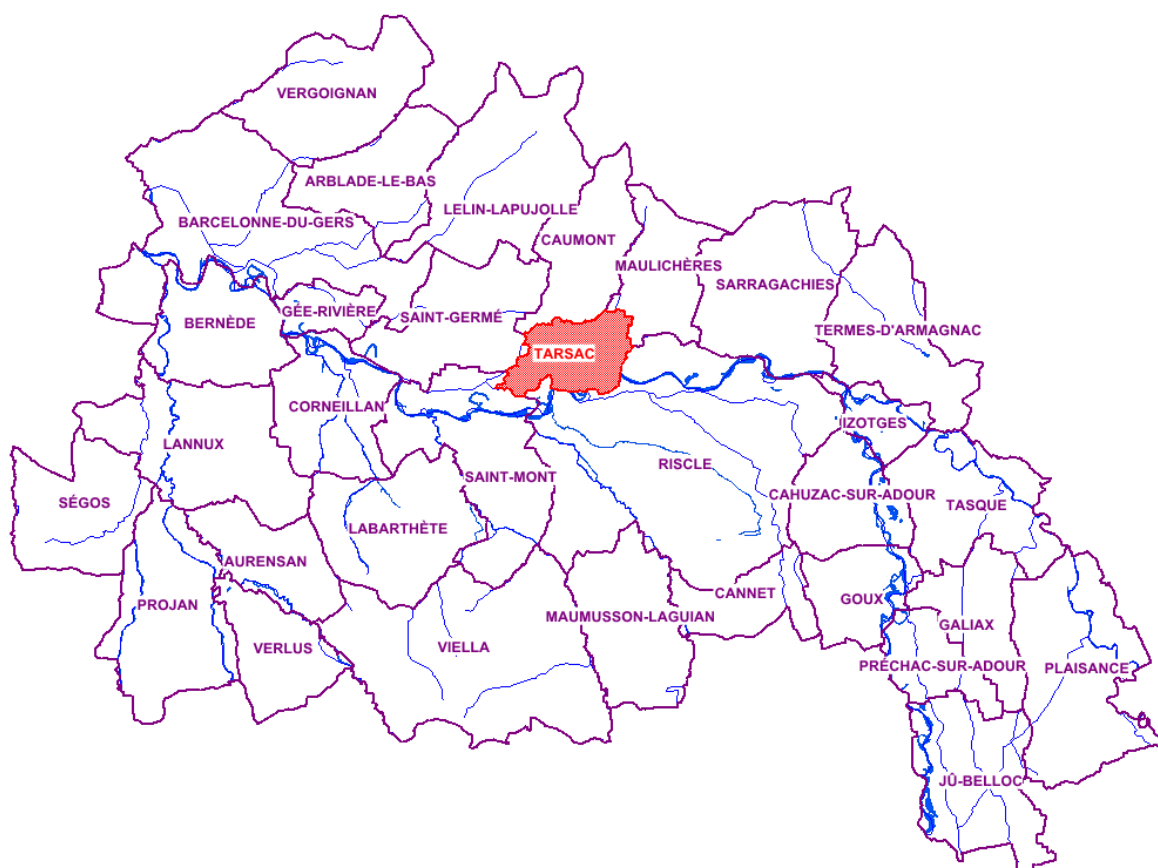 VERGOIGNAN
ARBLADE-LE-BAS
LELIN-LAPUJOLLE
BARCELONNE-DU-GERS
CAUMONT
MAULICHÈRES
SARRAGACHIES
GÉE-RIVIÈRE
SAINT-GERMÉ
BERNÈDE
TERMES-D'ARMAGNAC
TARSAC
CORNEILLAN
IZOTGES
LANNUX
RISCLE
SAINT-MONT
CAHUZAC-SUR-ADOUR
SÉGOS
TASQUE
LABARTHÈTE
AURENSAN
CANNET
GOUX
PROJAN
MAUMUSSON-LAGUIAN
GALIAX
VERLUS
VIELLA
PRÉCHAC-SUR-ADOUR
PLAISANCE
JÛ-BELLOC